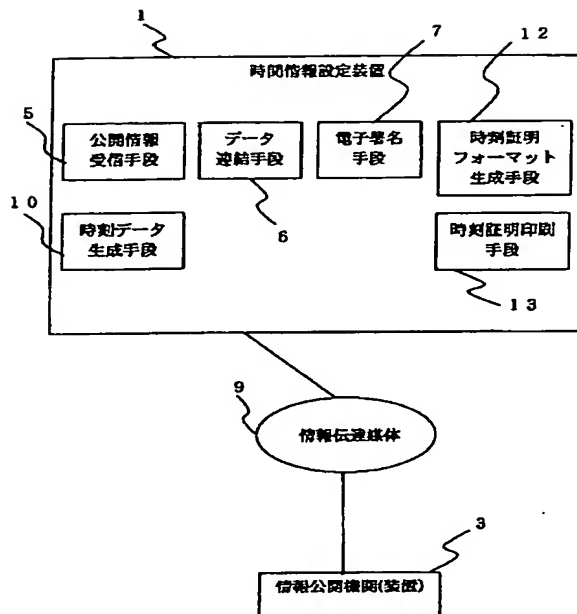 1
7
12
時間情報設定装置
5
公開情報
受信手段
データ
連結手段
電子署名
手段
時刻証明
フォーマット
生成手段
10
時刻データ
生成手段
6
時刻証明印刷
手段
13
9
情報伝達媒体
3
情報公開機関(装置)